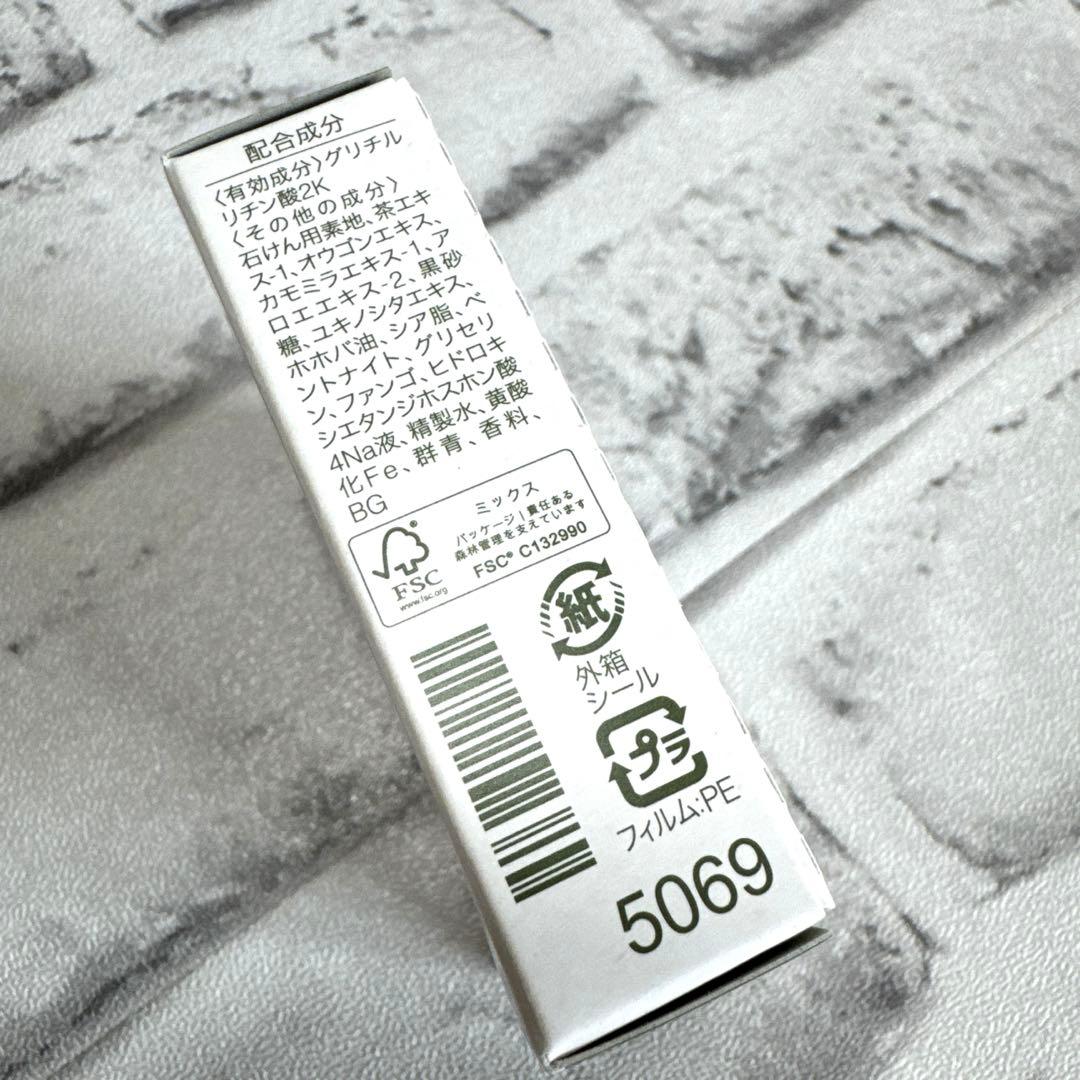 配合成分
〈有効成分〉グリチル
リチン酸2K
〈その他の成分〉
石けん用素地、茶エキ
ス-1、オウゴンエキス、
カモミラエキス-1、ア
ロエエキス-2、黒砂
糖、ユキノシタエキス、
ホホバ油、シア脂、ベ
ントナイト、グリセリ
ン、ファンゴ、ヒドロキ
シエタンジホスホン酸
4Na液、精製水、黄酸
化Fe、群青、香料、
BG
FSC®
www.fsc.org
ミックス
パッケージ|責任ある
森林管理を支えています
FSC® C132990
紙
外箱
シール
プラ
フィルム:PE
5069